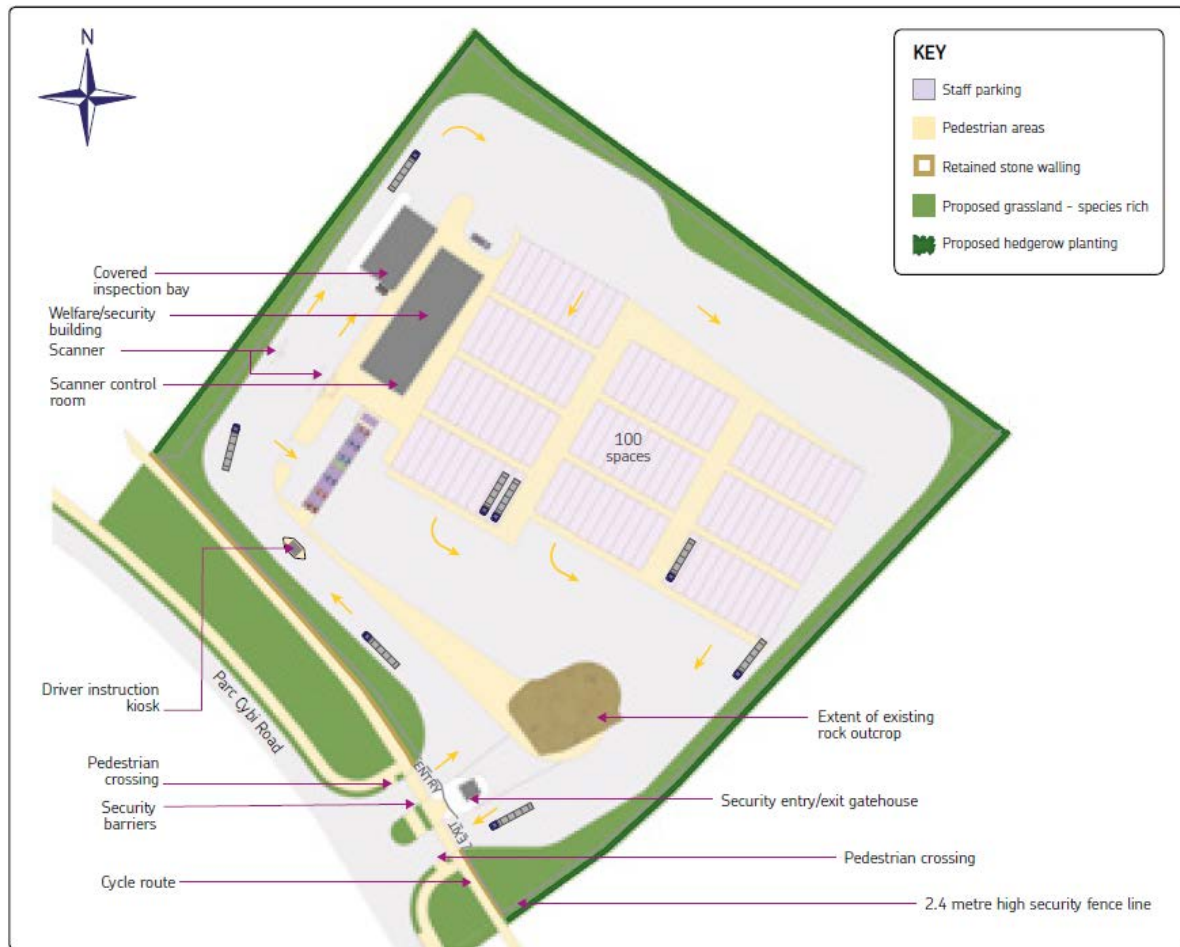 N
KEY
Staff parking
Pedestrian areas
Retained stone walling
Proposed grassland - species rich
Proposed hedgerow planting
Covered
inspection bay
Welfare/security
building
Scanner
Scanner control
room
100
spaces
Driver instruction
kiosk
Parc Cybi Road
Pedestrian
crossing
Security
barriers
Cycle route
ENTRY
EXIT
Extent of existing
rock outcrop
Security entry/exit gatehouse
Pedestrian crossing
2.4 metre high security fence line